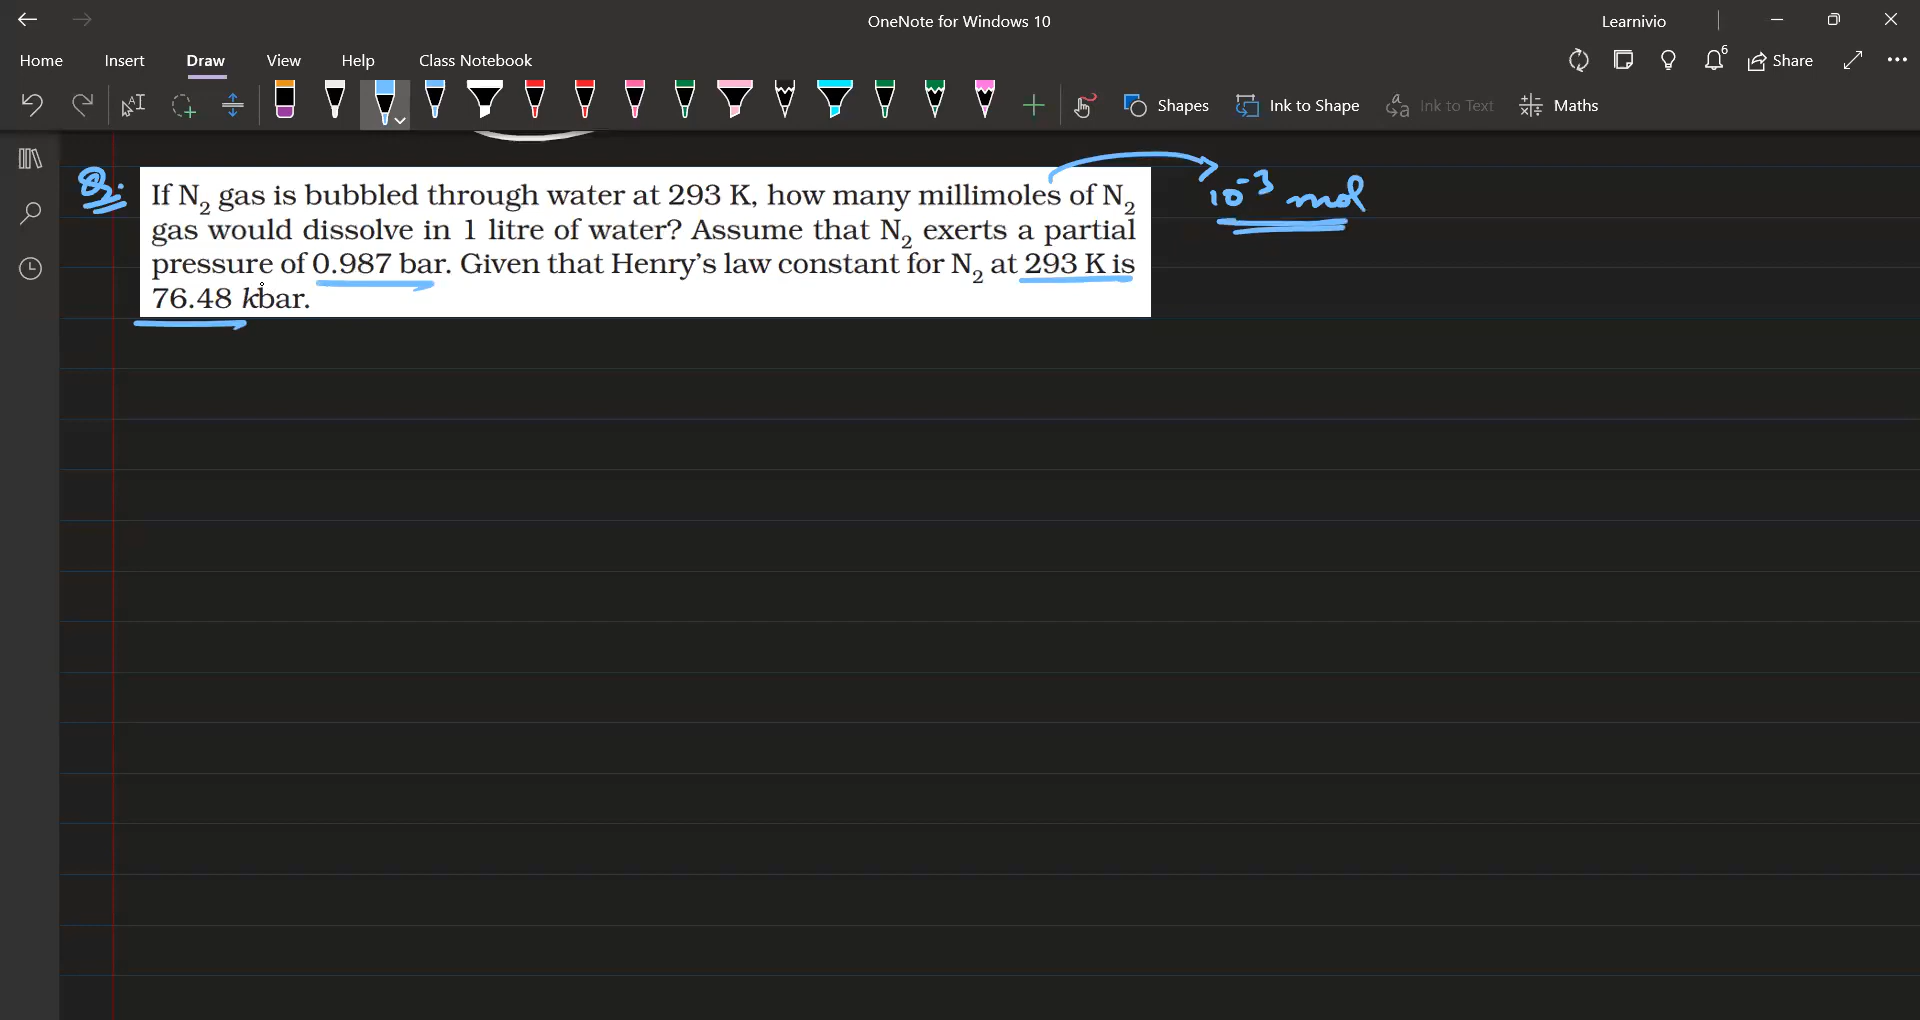 OneNote for Windows 10
Learnivio
Home Insert Draw View Help Class Notebook
6
Share
Shapes Ink to Shape Ink to Text Maths
Q.
If N₂ gas is bubbled through water at 293 K, how many millimoles of N₂
gas would dissolve in 1 litre of water? Assume that N₂ exerts a partial
pressure of 0.987 bar. Given that Henry's law constant for N₂ at 293 K is
76.48 kbar.
10⁻³ mol